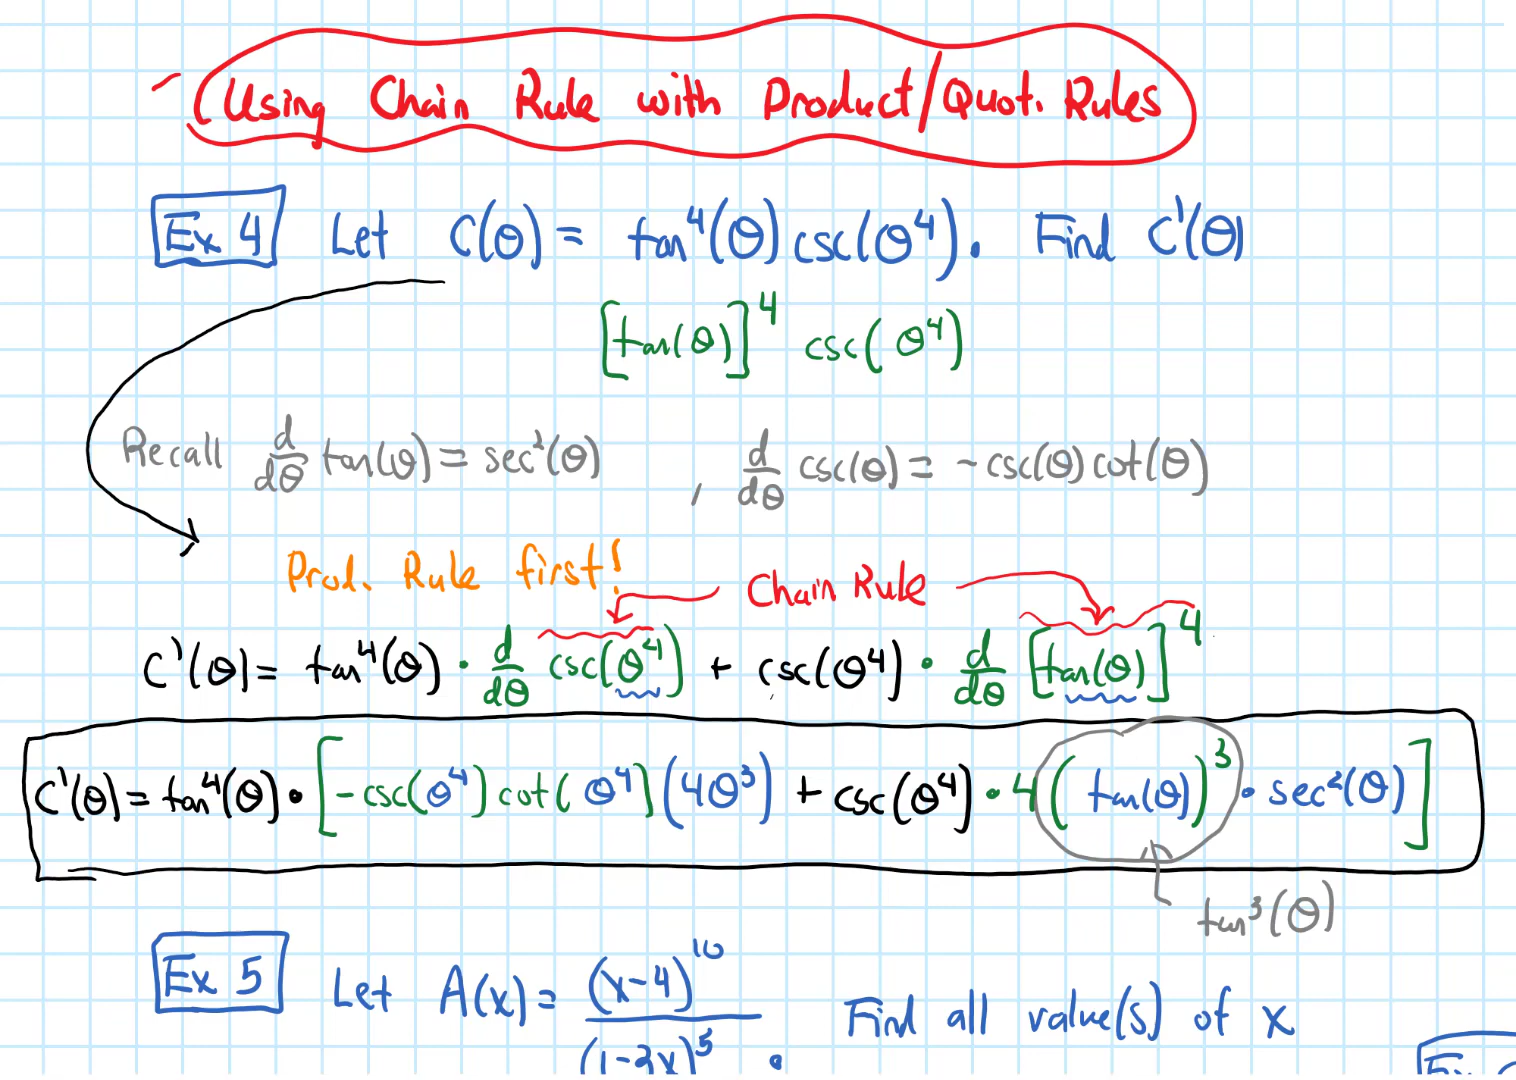 Using Chain Rule with Product/Quot. Rules
Ex 4 Let C(θ) = tan⁴(θ) csc(θ⁴). Find C'(θ)
[tan(θ)]⁴ csc(θ⁴)
Recall d/dθ tan(θ) = sec²(θ) , d/dθ csc(θ) = -csc(θ)cot(θ)
Prod. Rule first!
Chain Rule
C'(θ) = tan⁴(θ) · d/dθ csc(θ⁴) + csc(θ⁴) · d/dθ [tan(θ)]⁴
C'(θ) = tan⁴(θ) · [-csc(θ⁴) cot(θ⁴)(4θ³) + csc(θ⁴) · 4(tan(θ))³ · sec²(θ)]
tan³(θ)
Ex 5 Let A(x) = (x-4)¹⁰/(1-2x)⁵ . Find all value(s) of x